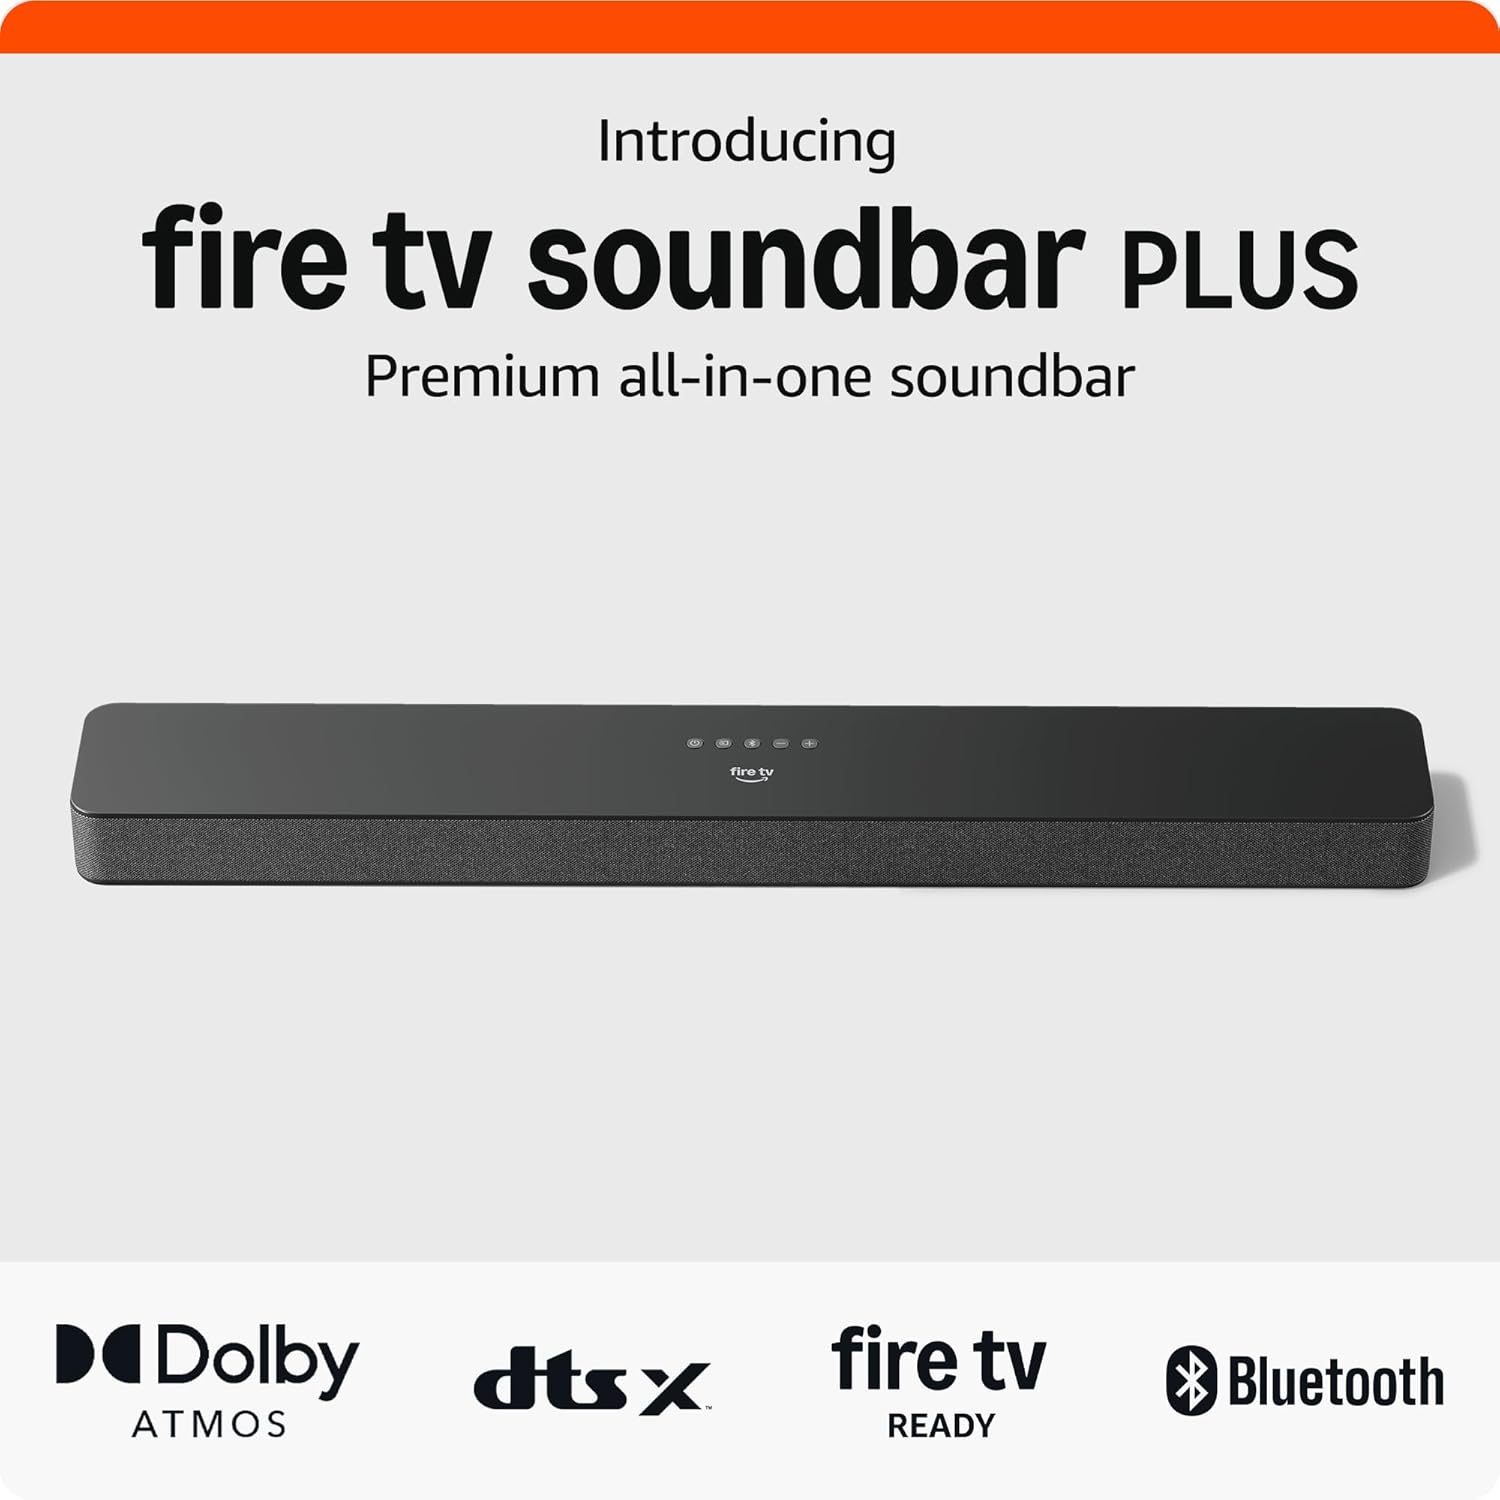 Introducing
fire tv soundbar PLUS
Premium all-in-one soundbar
fire tv
Dolby
ATMOS
dts x
™
fire tv
READY
Bluetooth